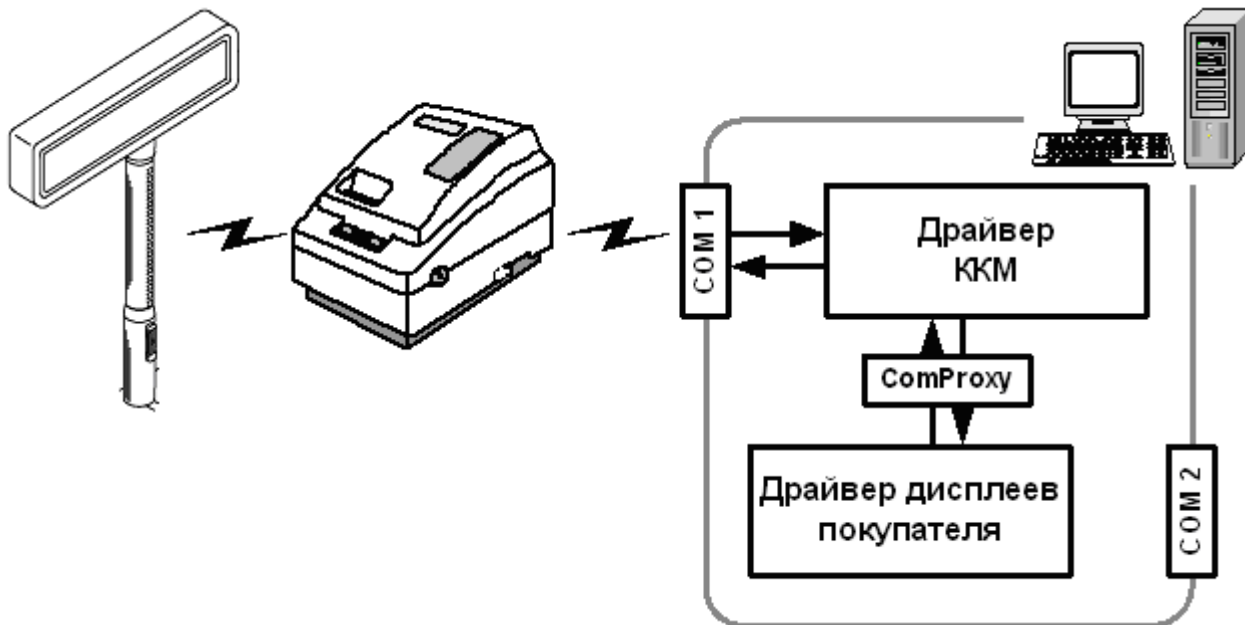 COM 1
Драйвер
ККМ
ComProxy
Драйвер дисплеев
покупателя
COM 2